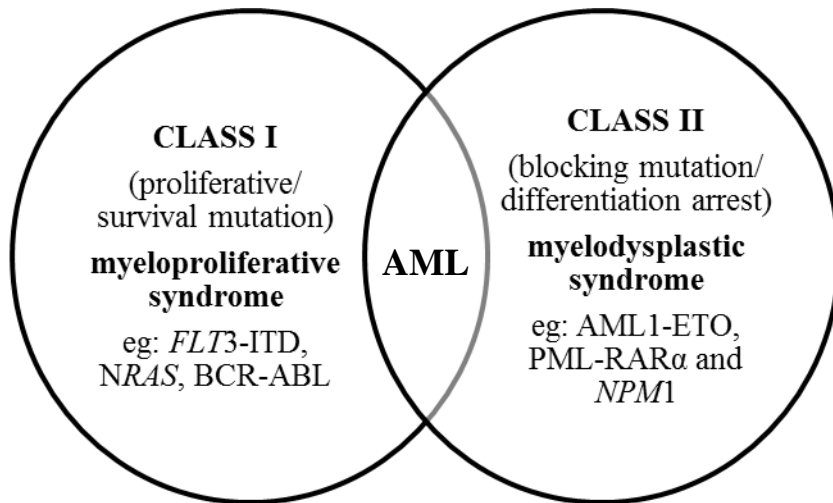 CLASS I
(proliferative/
survival mutation)
myeloproliferative
syndrome
eg: FLT3-ITD,
NRAS, BCR-ABL
AML
CLASS II
(blocking mutation/
differentiation arrest)
myelodysplastic
syndrome
eg: AML1-ETO,
PML-RARα and
NPM1